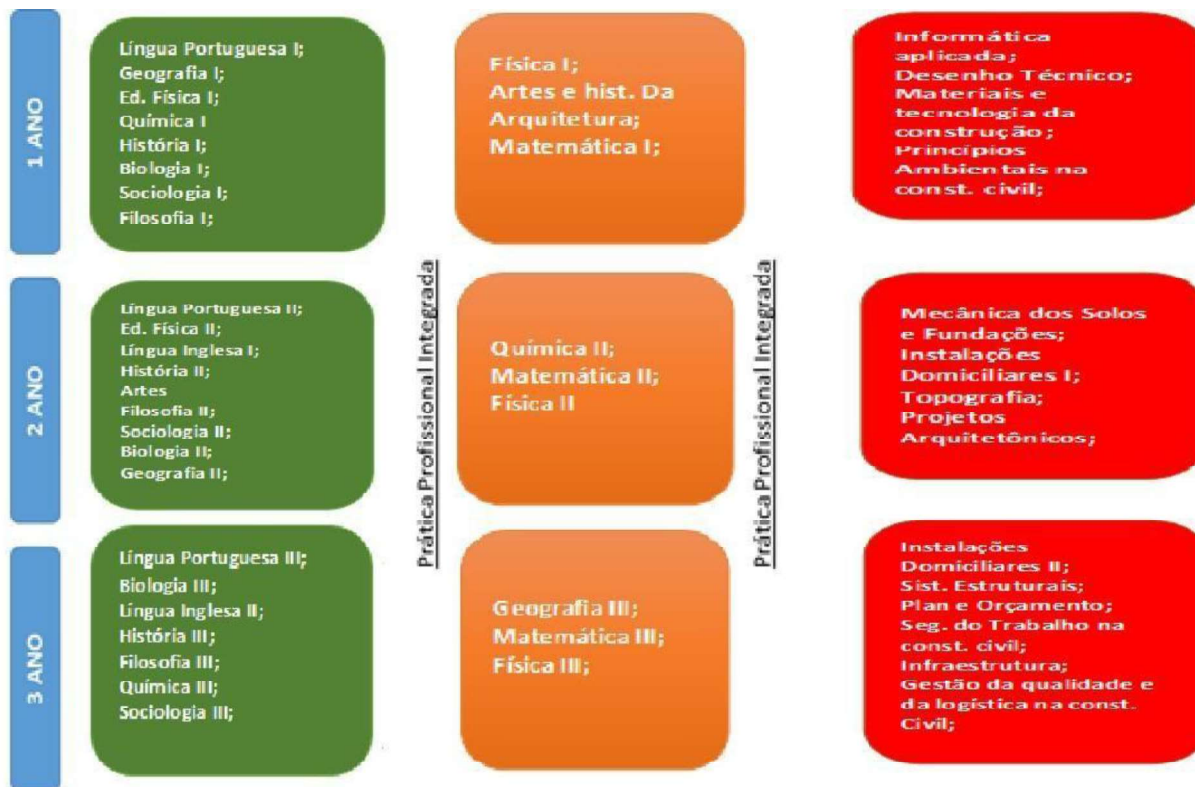 1 ANO
Língua Portuguesa I;
Geografia I;
Ed. Física I;
Química I
História I;
Biologia I;
Sociologia I;
Filosofia I;
Física I;
Artes e hist. Da
Arquitetura;
Matemática I;
Informática
aplicada;
Desenho Técnico;
Materiais e
tecnologia da
construção;
Princípios
Ambientais na
const. civil;
2 ANO
Língua Portuguesa II;
Ed. Física II;
Língua Inglesa I;
História II;
Artes
Filosofia II;
Sociologia II;
Biologia II;
Geografia II;
Prática Profissional Integrada
Química II;
Matemática II;
Física II
Prática Profissional Integrada
Mecânica dos Solos
e Fundações;
Instalações
Domiciliares I;
Topografia;
Projetos
Arquitetônicos;
3 ANO
Língua Portuguesa III;
Biologia III;
Língua Inglesa II;
História III;
Filosofia III;
Química III;
Sociologia III;
Geografia III;
Matemática III;
Física III;
Instalações
Domiciliares II;
Sist. Estruturais;
Plan e Orçamento;
Seg. do Trabalho na
const. civil;
Infraestrutura;
Gestão da qualidade e
da logística na const.
Civil;